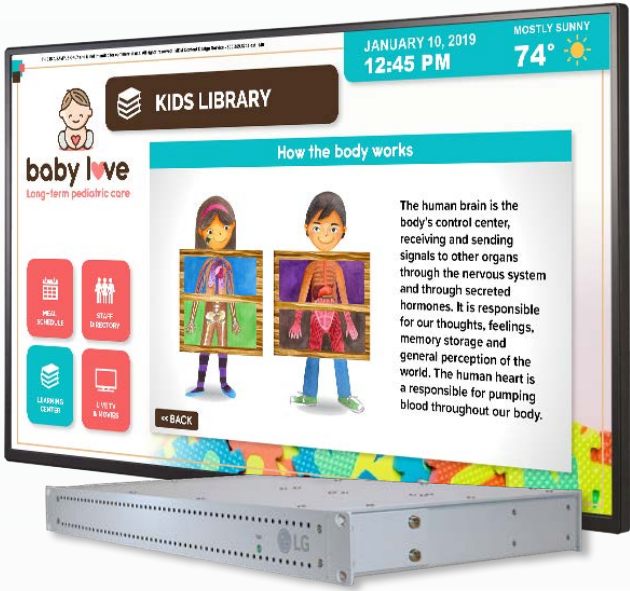 JANUARY 10, 2019
12:45 PM
MOSTLY SUNNY
74°
KIDS LIBRARY
baby love
Long-term pediatric care
How the body works
The human brain is the
body's control center,
receiving and sending
signals to other organs
through the nervous system
and through secreted
hormones. It is responsible
for our thoughts, feelings,
memory storage and
general perception of the
world. The human heart is
a responsible for pumping
blood throughout our body.
MEAL
SCHEDULE
STAFF
DIRECTORY
LEARNING
CENTER
LIVE TV
& MOVIES
<< BACK
LG